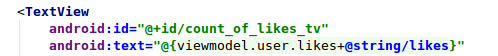 <TextView
android:id="@+id/count_of_likes_tv"
android:text="@{viewmodel.user.likes+@string/likes}"